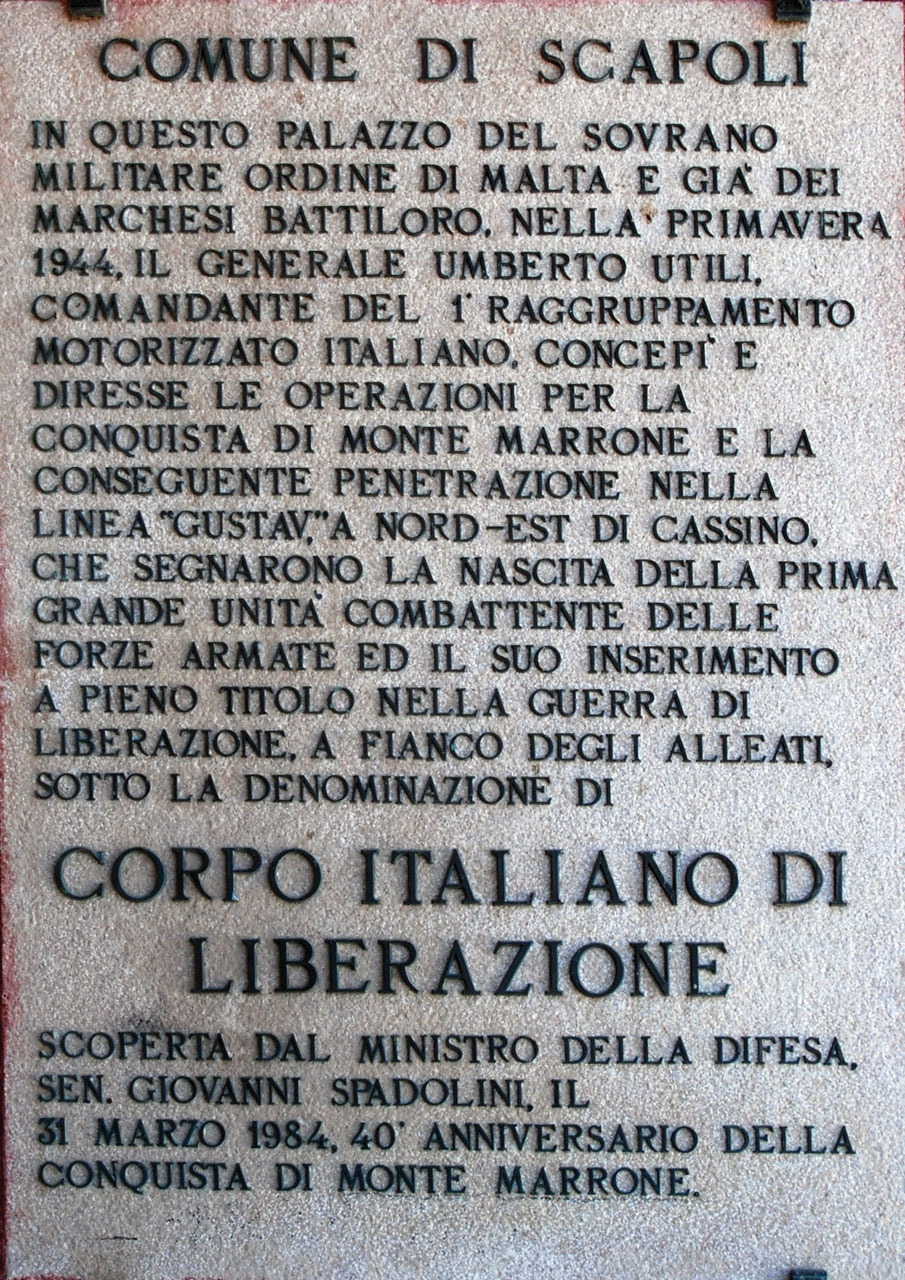 COMUNE DI SCAPOLI
IN QUESTO PALAZZO DEL SOVRANO
MILITARE ORDINE DI MALTA E GIA' DEI
MARCHESI BATTILORO, NELLA PRIMAVERA
1944, IL GENERALE UMBERTO UTILI,
COMANDANTE DEL 1° RAGGRUPPAMENTO
MOTORIZZATO ITALIANO, CONCEPI' E
DIRESSE LE OPERAZIONI PER LA
CONQUISTA DI MONTE MARRONE E LA
CONSEGUENTE PENETRAZIONE NELLA
LINEA "GUSTAV," A NORD-EST DI CASSINO,
CHE SEGNARONO LA NASCITA DELLA PRIMA
GRANDE UNITA' COMBATTENTE DELLE
FORZE ARMATE ED IL SUO INSERIMENTO
A PIENO TITOLO NELLA GUERRA DI
LIBERAZIONE, A FIANCO DEGLI ALLEATI,
SOTTO LA DENOMINAZIONE DI
CORPO ITALIANO DI
LIBERAZIONE
SCOPERTA DAL MINISTRO DELLA DIFESA,
SEN. GIOVANNI SPADOLINI, IL
31 MARZO 1984, 40° ANNIVERSARIO DELLA
CONQUISTA DI MONTE MARRONE.